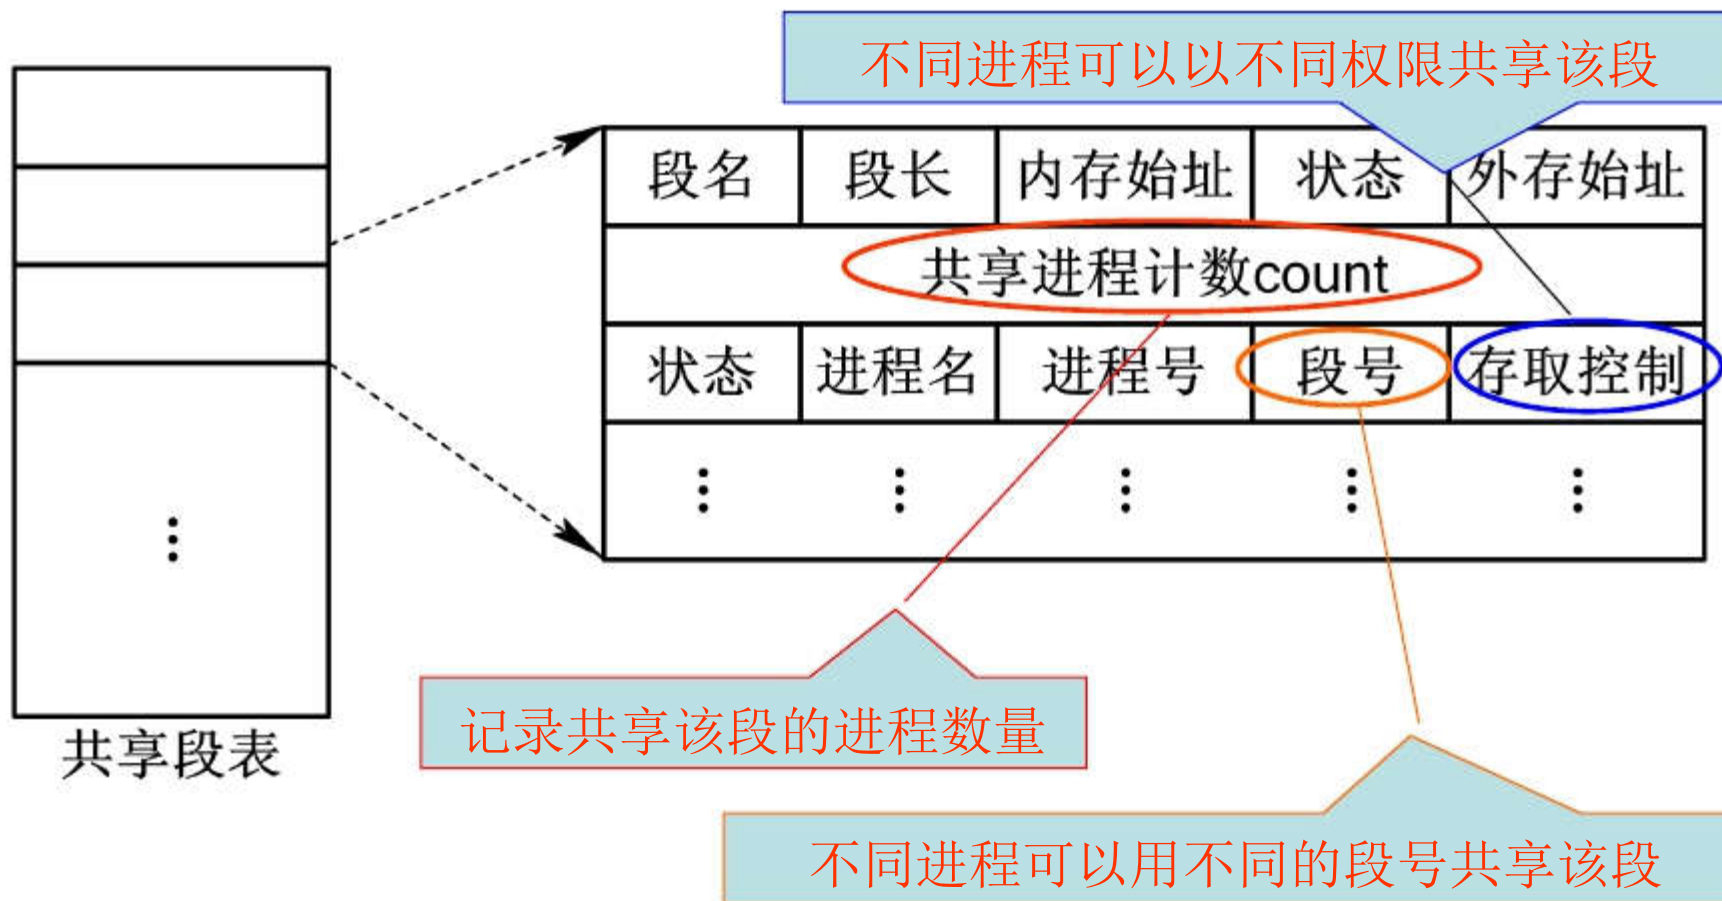 不同进程可以以不同权限共享该段
段名 段长 内存始址 状态 外存始址
共享进程计数count
状态 进程名 进程号 段号 存取控制
共享段表
记录共享该段的进程数量
不同进程可以用不同的段号共享该段